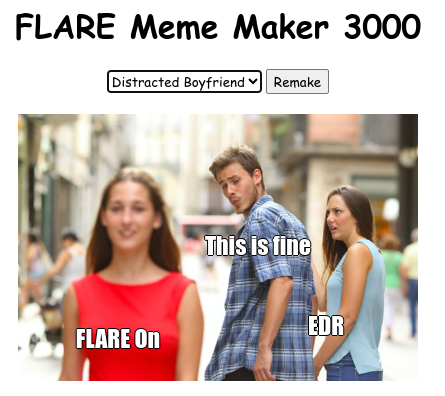 FLARE Meme Maker 3000
Distracted Boyfriend Remake
This is fine
EDR
FLARE On